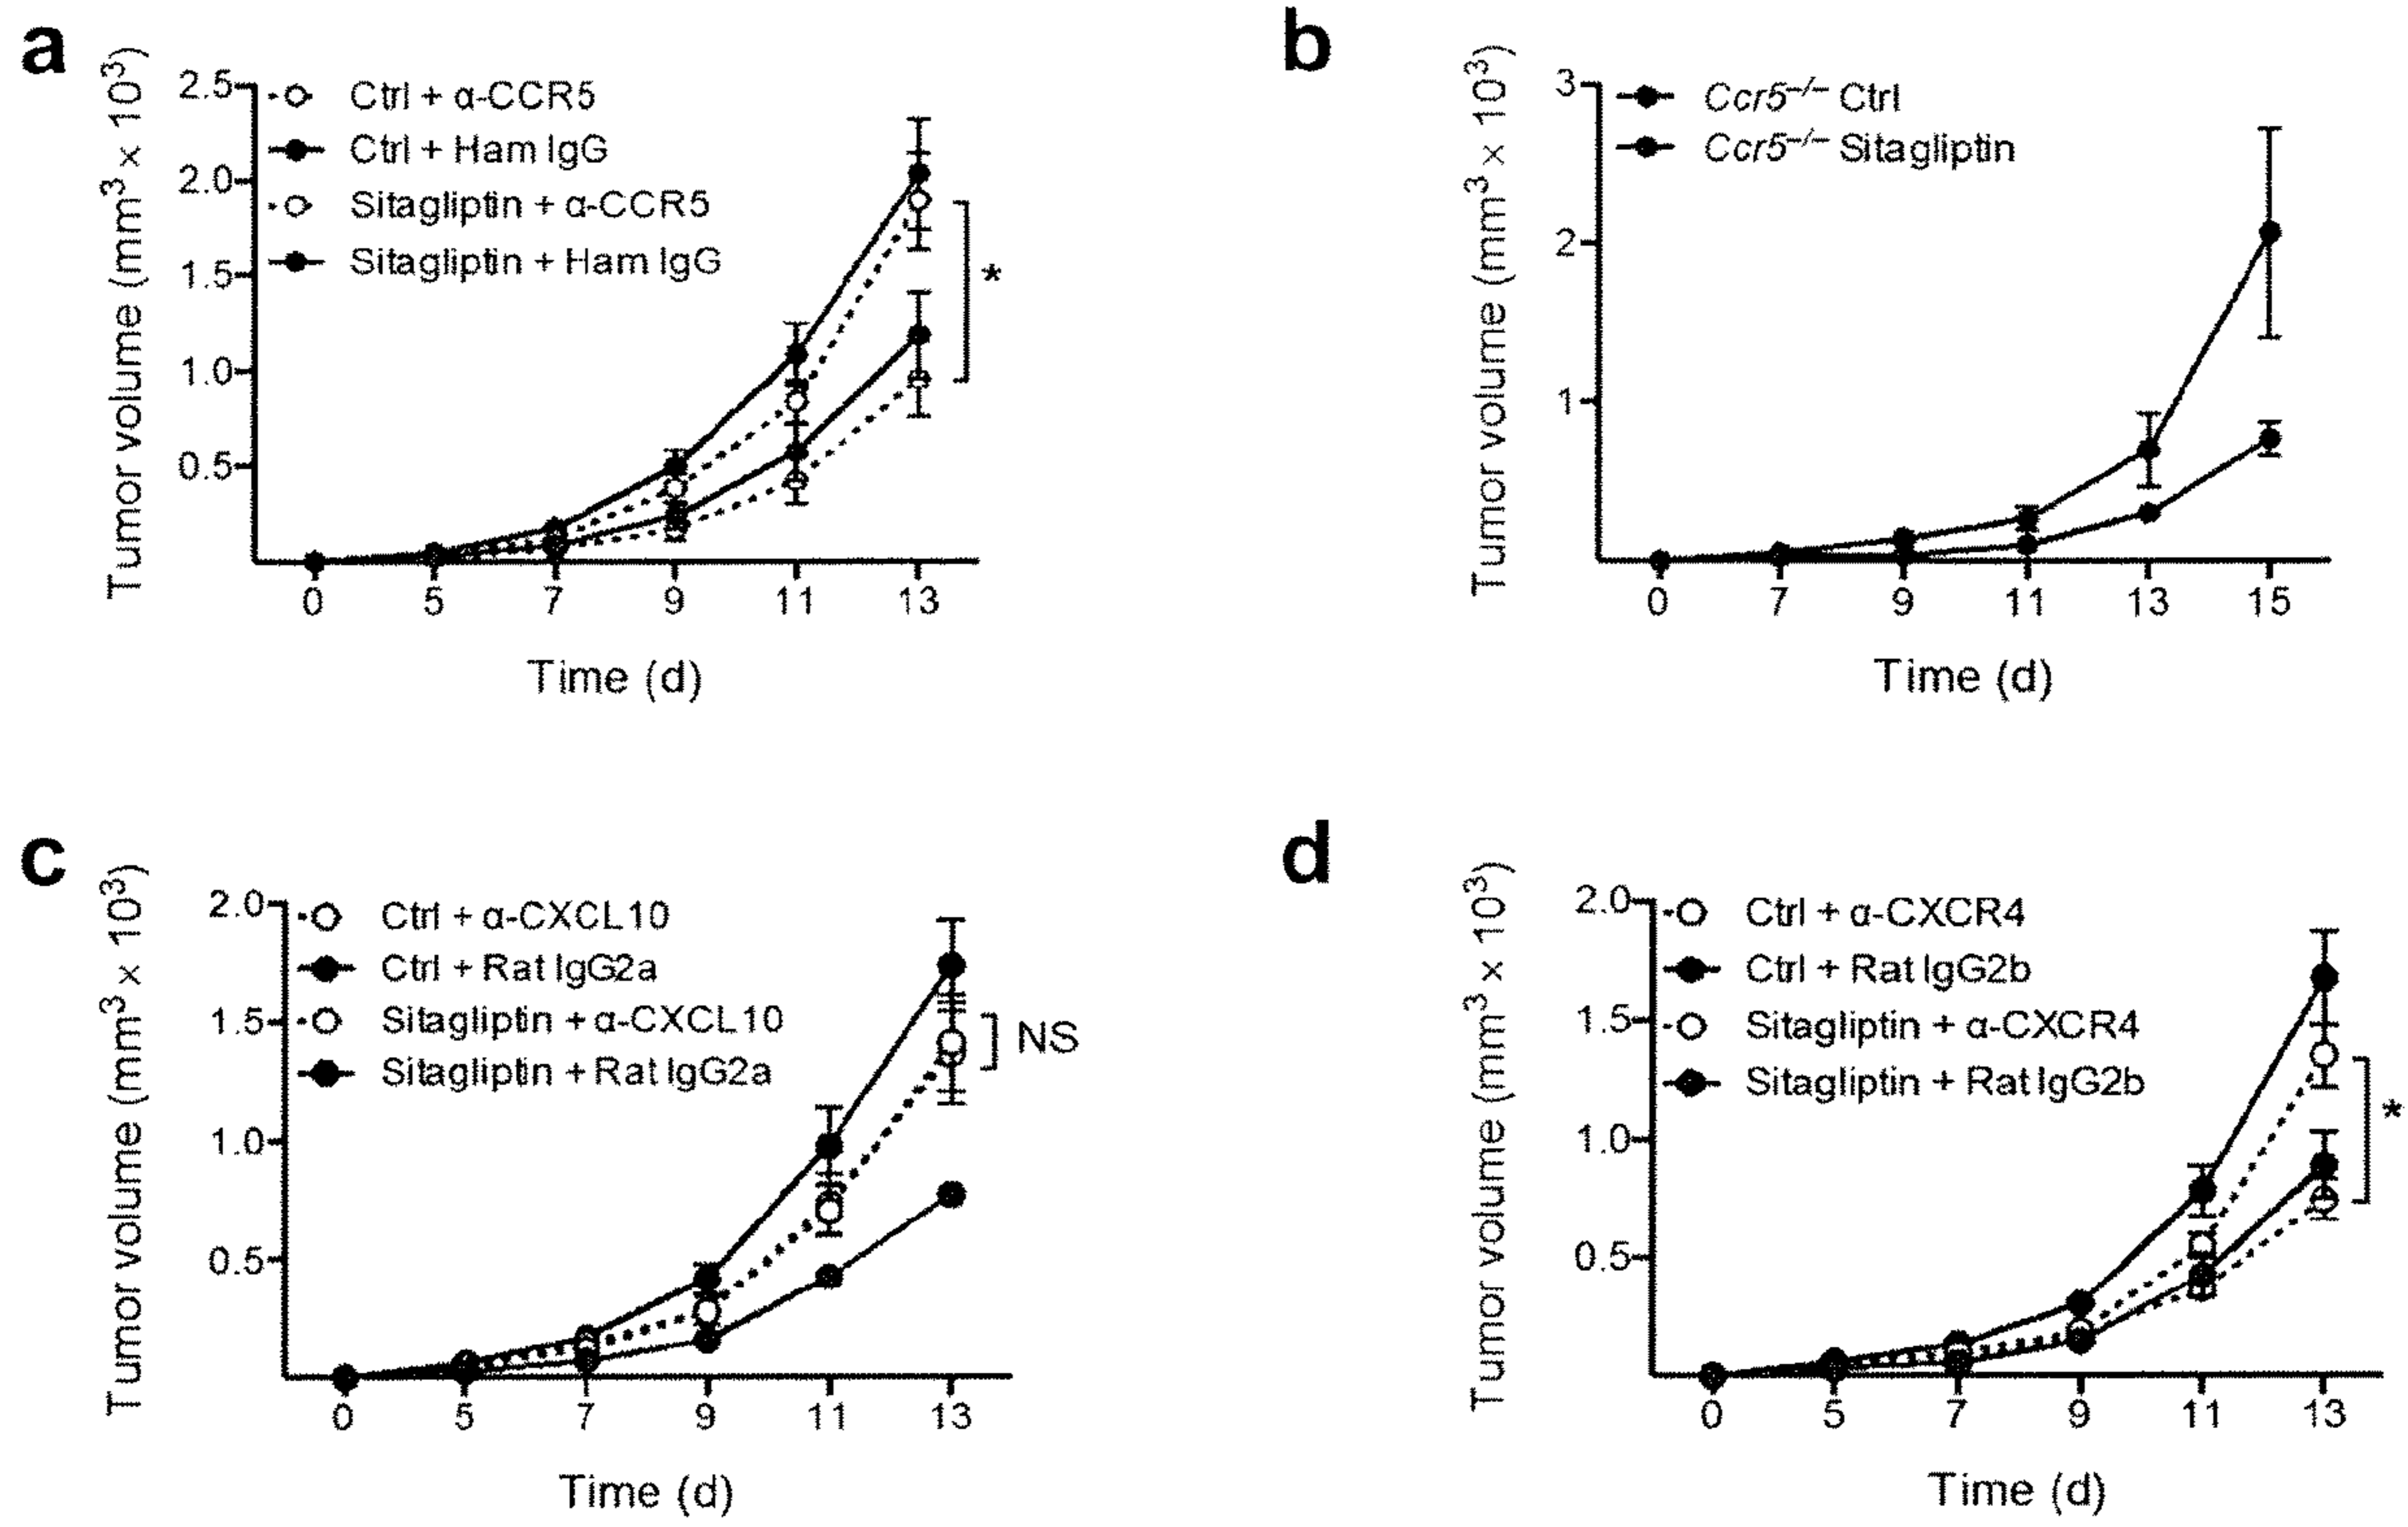 a
Tumor volume (mm³ × 10³)
2.5
2.0
1.5
1.0
0.5
Ctrl + α-CCR5
Ctrl + Ham IgG
Sitagliptin + α-CCR5
Sitagliptin + Ham IgG
*
0 5 7 9 11 13
Time (d)
b
Tumor volume (mm³ × 10³)
3
2
1
Ccr5⁻/⁻ Ctrl
Ccr5⁻/⁻ Sitagliptin
0 7 9 11 13 15
Time (d)
c
Tumor volume (mm³ × 10³)
2.0
1.5
1.0
0.5
Ctrl + α-CXCL10
Ctrl + Rat IgG2a
Sitagliptin + α-CXCL10
Sitagliptin + Rat IgG2a
NS
0 5 7 9 11 13
Time (d)
d
Tumor volume (mm³ × 10³)
2.0
1.5
1.0
0.5
Ctrl + α-CXCR4
Ctrl + Rat IgG2b
Sitagliptin + α-CXCR4
Sitagliptin + Rat IgG2b
*
0 5 7 9 11 13
Time (d)